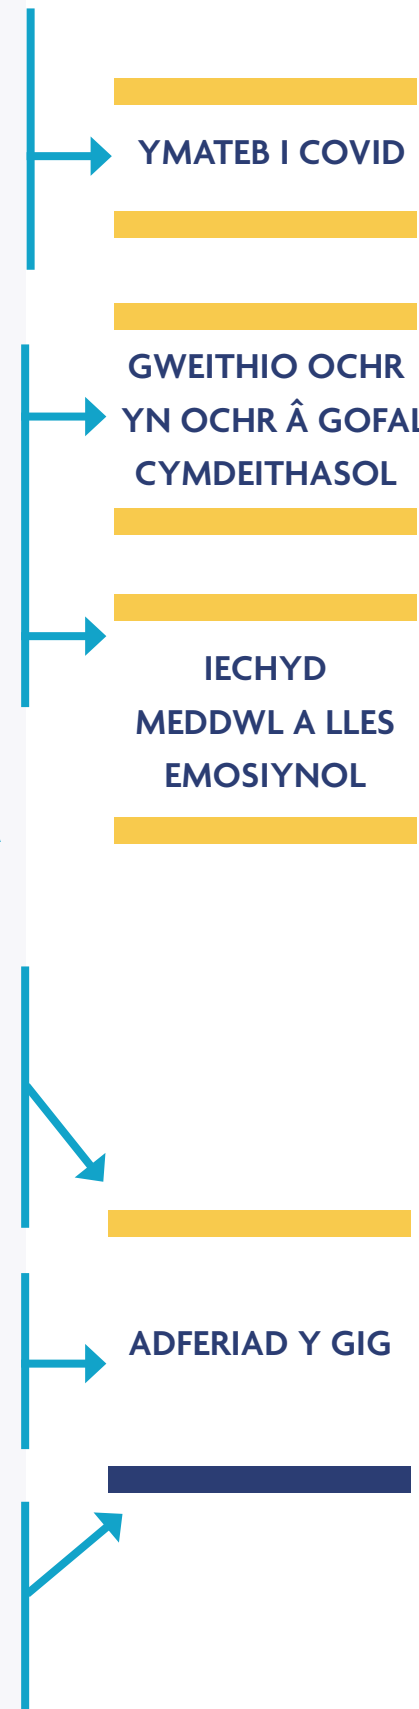 YMATEB I COVID
GWEITHIO OCHR
YN OCHR Â GOFAL
CYMDEITHASOL
IECHYD
MEDDWL A LLES
EMOSIYNOL
ADFERIAD Y GIG